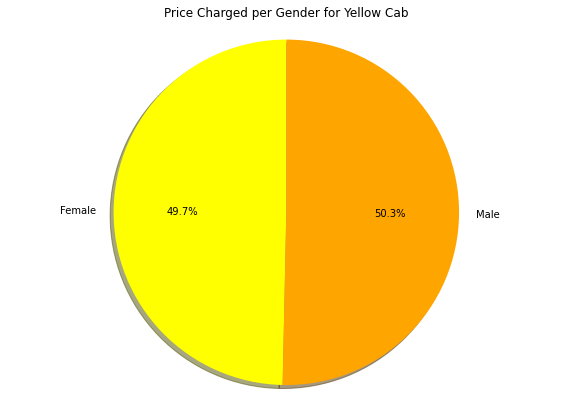 Price Charged per Gender for Yellow Cab
Female
49.7%
50.3%
Male